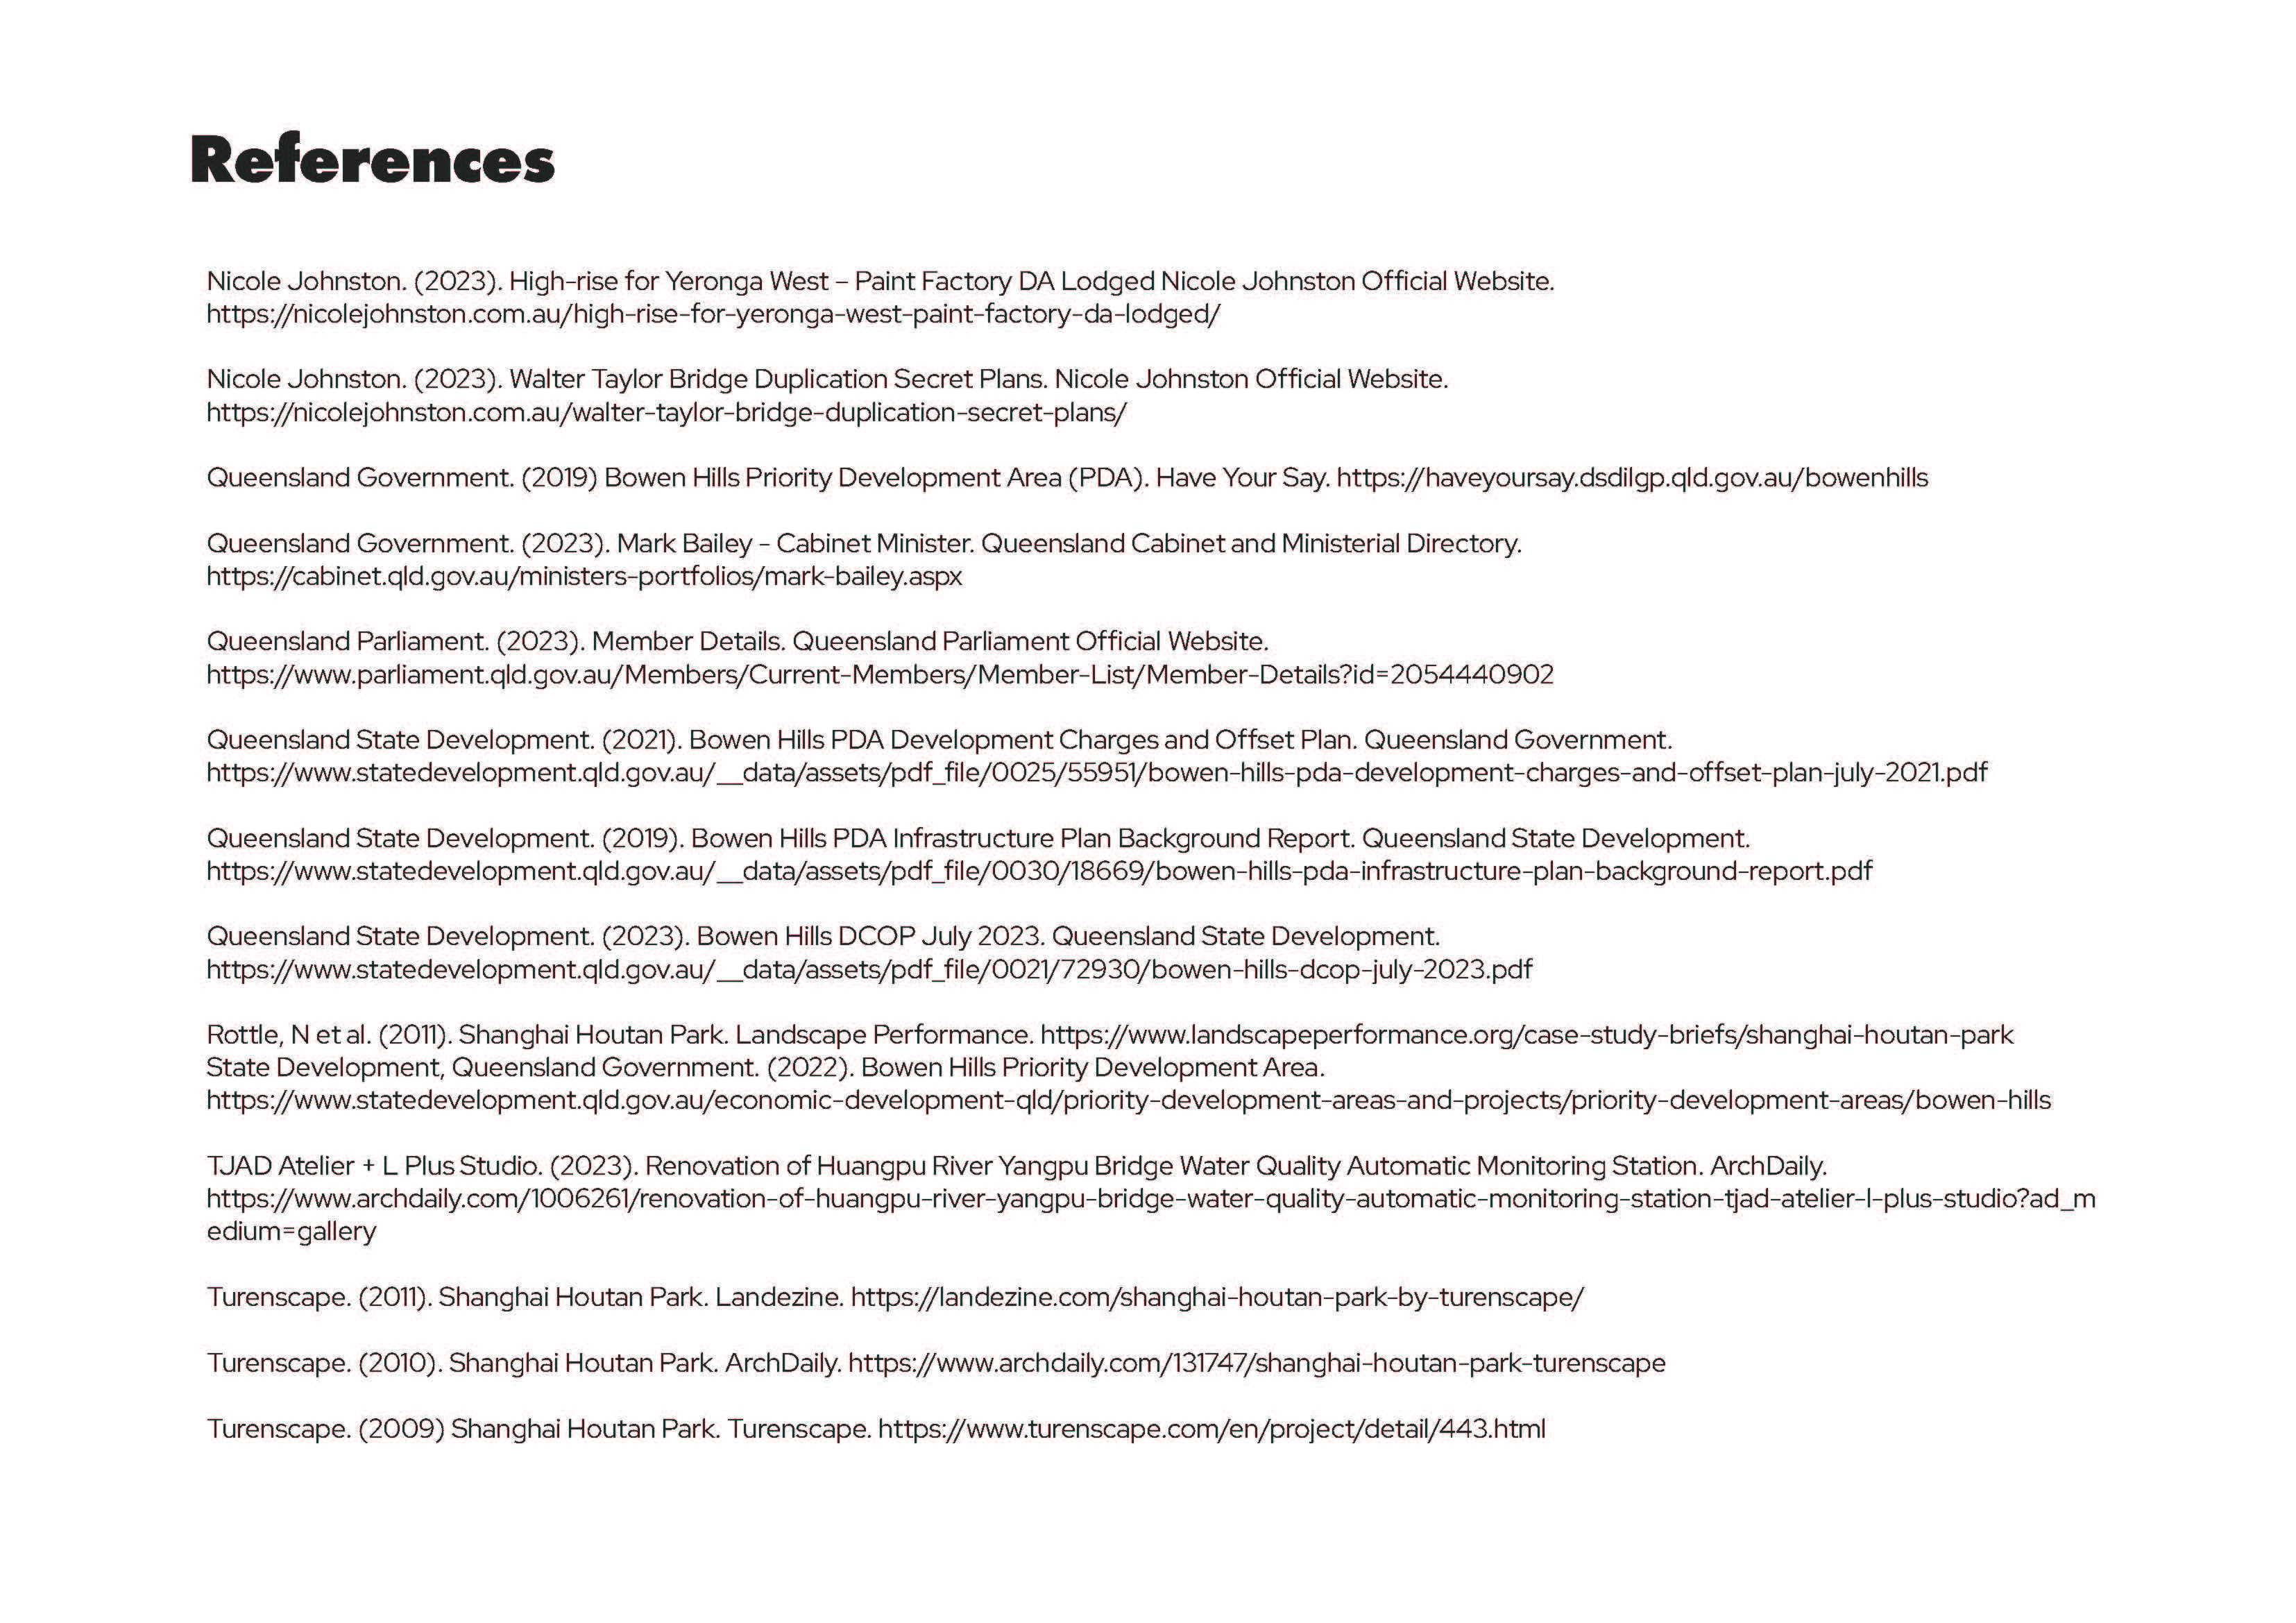 References
Nicole Johnston. (2023). High-rise for Yeronga West – Paint Factory DA Lodged Nicole Johnston Official Website.
https://nicolejohnston.com.au/high-rise-for-yeronga-west-paint-factory-da-lodged/
Nicole Johnston. (2023). Walter Taylor Bridge Duplication Secret Plans. Nicole Johnston Official Website.
https://nicolejohnston.com.au/walter-taylor-bridge-duplication-secret-plans/
Queensland Government. (2019) Bowen Hills Priority Development Area (PDA). Have Your Say. https://haveyoursay.dsdilgp.qld.gov.au/bowenhills
Queensland Government. (2023). Mark Bailey - Cabinet Minister. Queensland Cabinet and Ministerial Directory.
https://cabinet.qld.gov.au/ministers-portfolios/mark-bailey.aspx
Queensland Parliament. (2023). Member Details. Queensland Parliament Official Website.
https://www.parliament.qld.gov.au/Members/Current-Members/Member-List/Member-Details?id=2054440902
Queensland State Development. (2021). Bowen Hills PDA Development Charges and Offset Plan. Queensland Government.
https://www.statedevelopment.qld.gov.au/__data/assets/pdf_file/0025/55951/bowen-hills-pda-development-charges-and-offset-plan-july-2021.pdf
Queensland State Development. (2019). Bowen Hills PDA Infrastructure Plan Background Report. Queensland State Development.
https://www.statedevelopment.qld.gov.au/__data/assets/pdf_file/0030/18669/bowen-hills-pda-infrastructure-plan-background-report.pdf
Queensland State Development. (2023). Bowen Hills DCOP July 2023. Queensland State Development.
https://www.statedevelopment.qld.gov.au/__data/assets/pdf_file/0021/72930/bowen-hills-dcop-july-2023.pdf
Rottle, N et al. (2011). Shanghai Houtan Park. Landscape Performance. https://www.landscapeperformance.org/case-study-briefs/shanghai-houtan-park
State Development, Queensland Government. (2022). Bowen Hills Priority Development Area.
https://www.statedevelopment.qld.gov.au/economic-development-qld/priority-development-areas-and-projects/priority-development-areas/bowen-hills
TJAD Atelier + L Plus Studio. (2023). Renovation of Huangpu River Yangpu Bridge Water Quality Automatic Monitoring Station. ArchDaily.
https://www.archdaily.com/1006261/renovation-of-huangpu-river-yangpu-bridge-water-quality-automatic-monitoring-station-tjad-atelier-l-plus-studio?ad_m
edium=gallery
Turenscape. (2011). Shanghai Houtan Park. Landezine. https://landezine.com/shanghai-houtan-park-by-turenscape/
Turenscape. (2010). Shanghai Houtan Park. ArchDaily. https://www.archdaily.com/131747/shanghai-houtan-park-turenscape
Turenscape. (2009) Shanghai Houtan Park. Turenscape. https://www.turenscape.com/en/project/detail/443.html